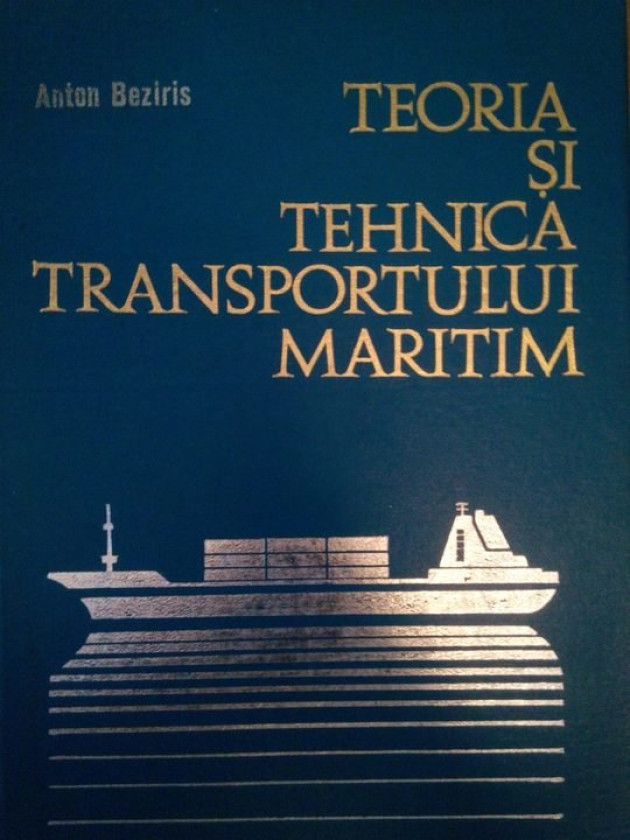 Anton Beziris
TEORIA
ȘI
TEHNICA
TRANSPORTULUI
MARITIM